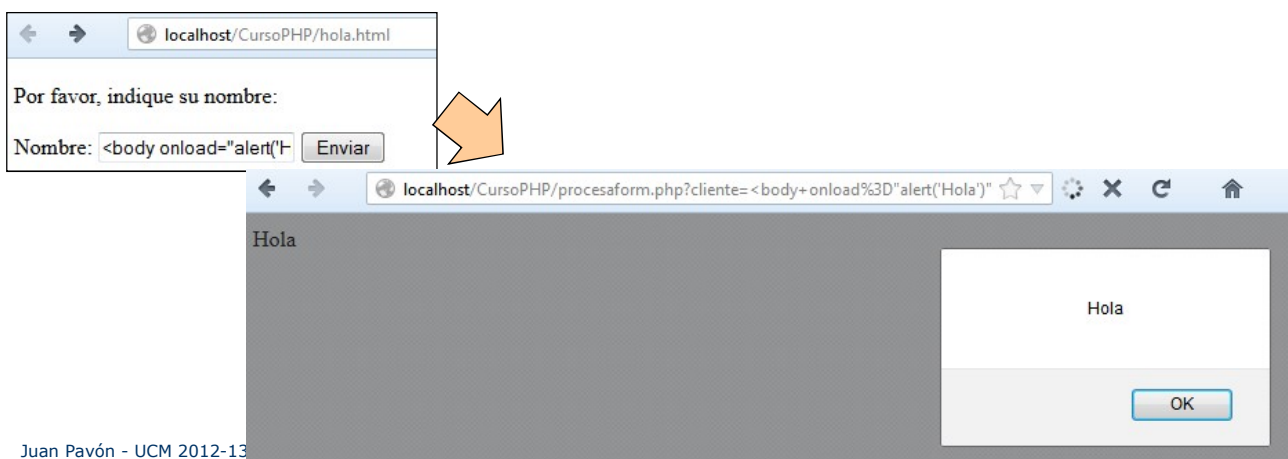 localhost/CursoPHP/hola.html
Por favor, indique su nombre:
Nombre: <body onload="alert('H Enviar
localhost/CursoPHP/procesaform.php?cliente=<body+onload%3D"alert('Hola')"
Hola
Hola
OK
Juan Pavón - UCM 2012-13